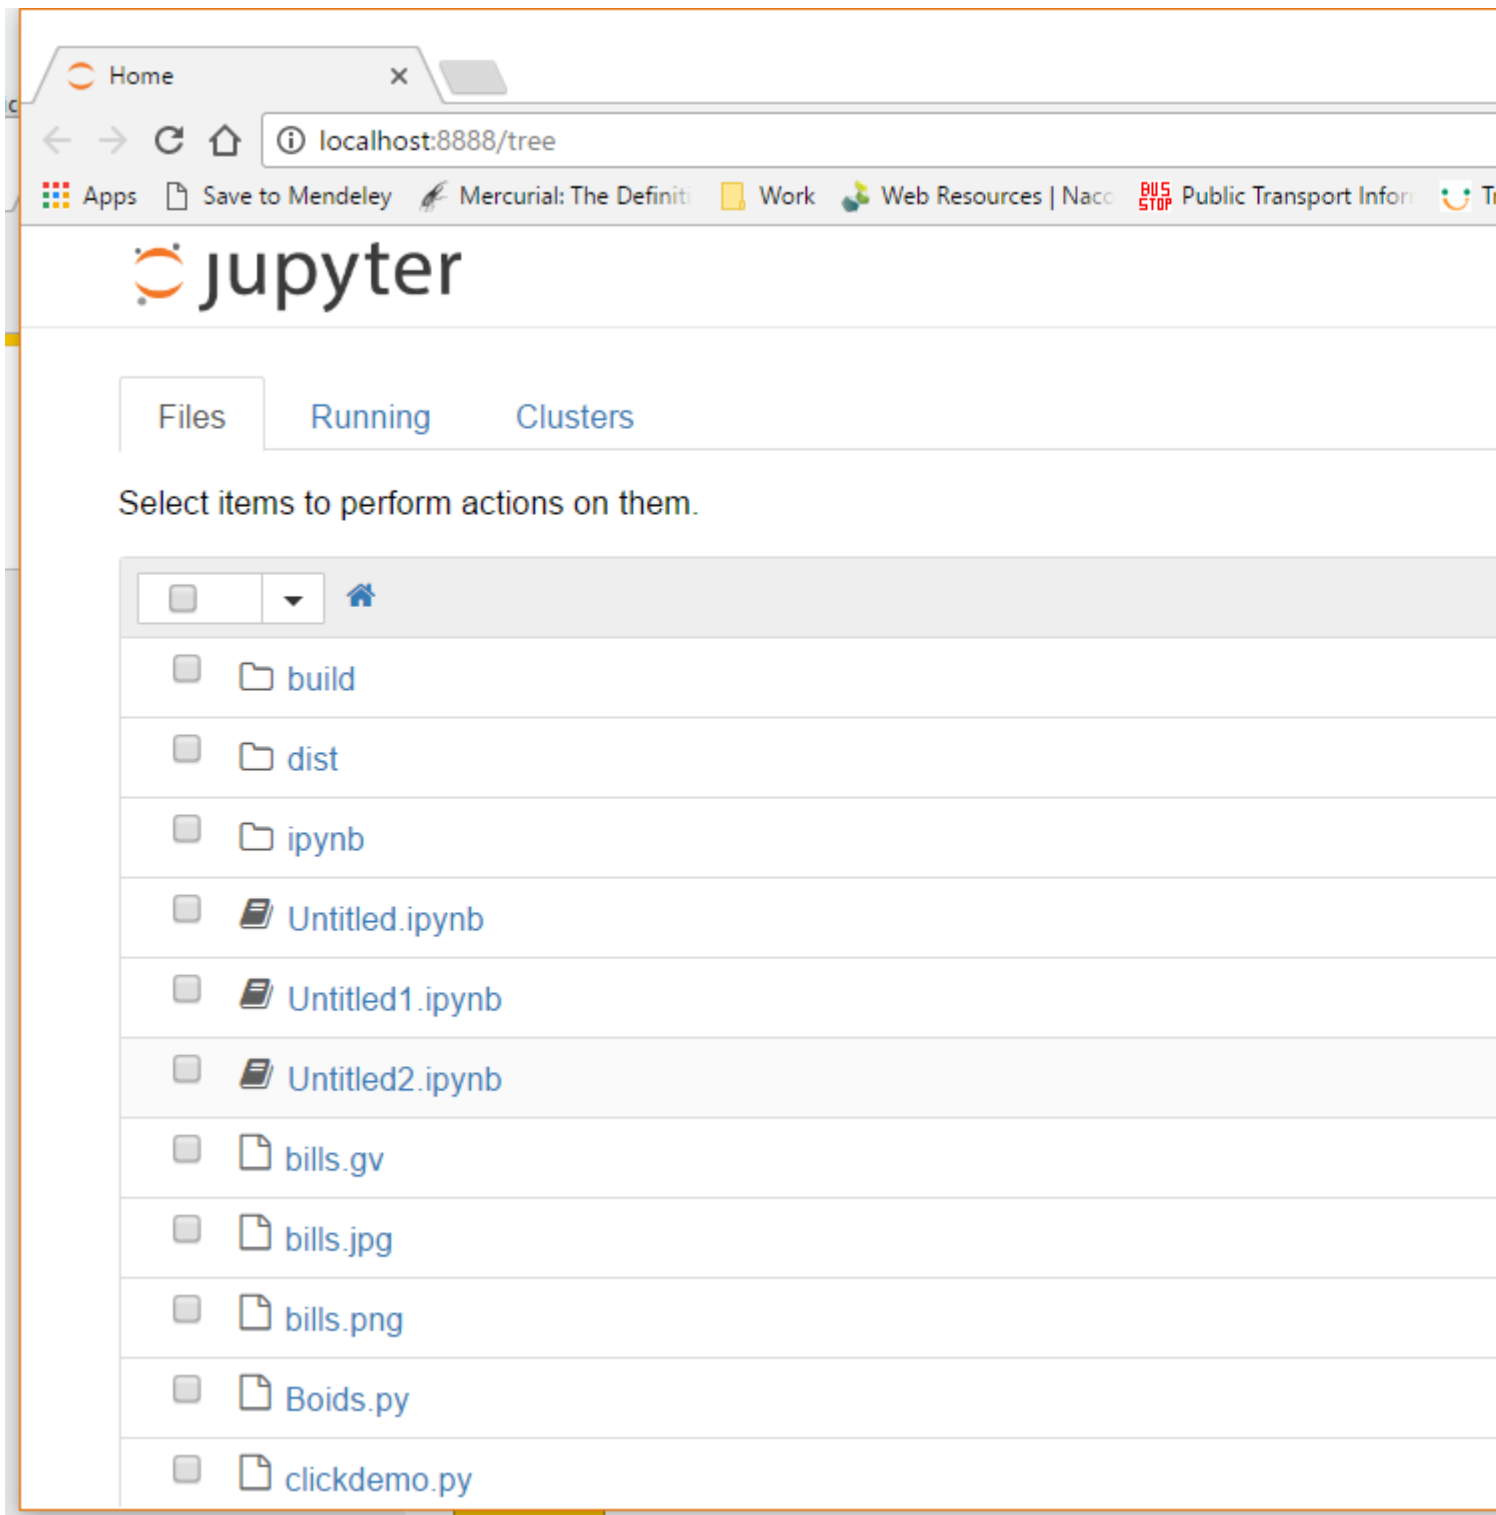 Home
localhost:8888/tree
Apps Save to Mendeley Mercurial: The Definiti Work Web Resources | Naco BUS STOP Public Transport Infor
jupyter
Files Running Clusters
Select items to perform actions on them.
build
dist
ipynb
Untitled.ipynb
Untitled1.ipynb
Untitled2.ipynb
bills.gv
bills.jpg
bills.png
Boids.py
clickdemo.py